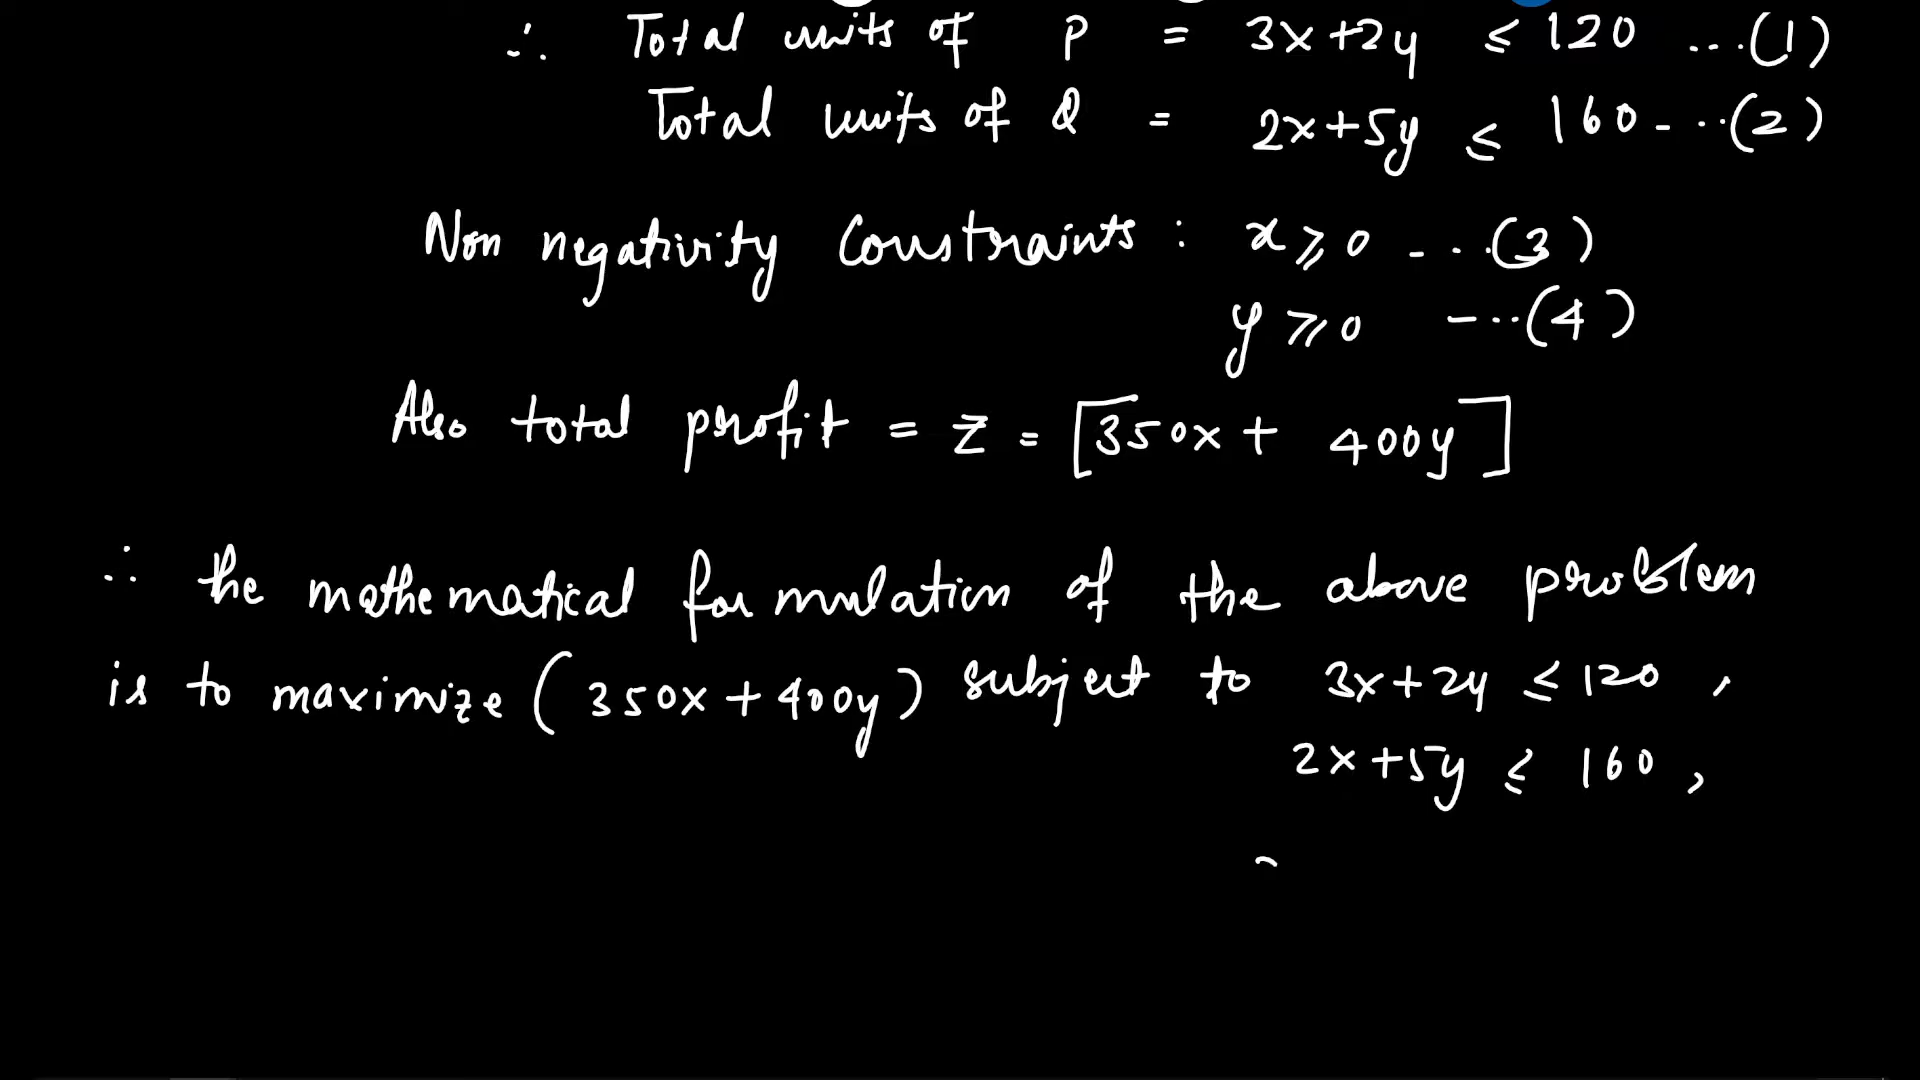 ∴ Total units of P = 3x+2y ≤ 120 ...(1)
Total units of Q = 2x+5y ≤ 160 ...(2)
Non negativity Constraints : x ≥ 0 ...(3)
y ≥ 0 ...(4)
Also total profit = Z = [350x + 400y]
∴ the mathematical formulation of the above problem
is to maximize (350x + 400y) subject to 3x+2y ≤ 120 ,
2x+5y ≤ 160 ,